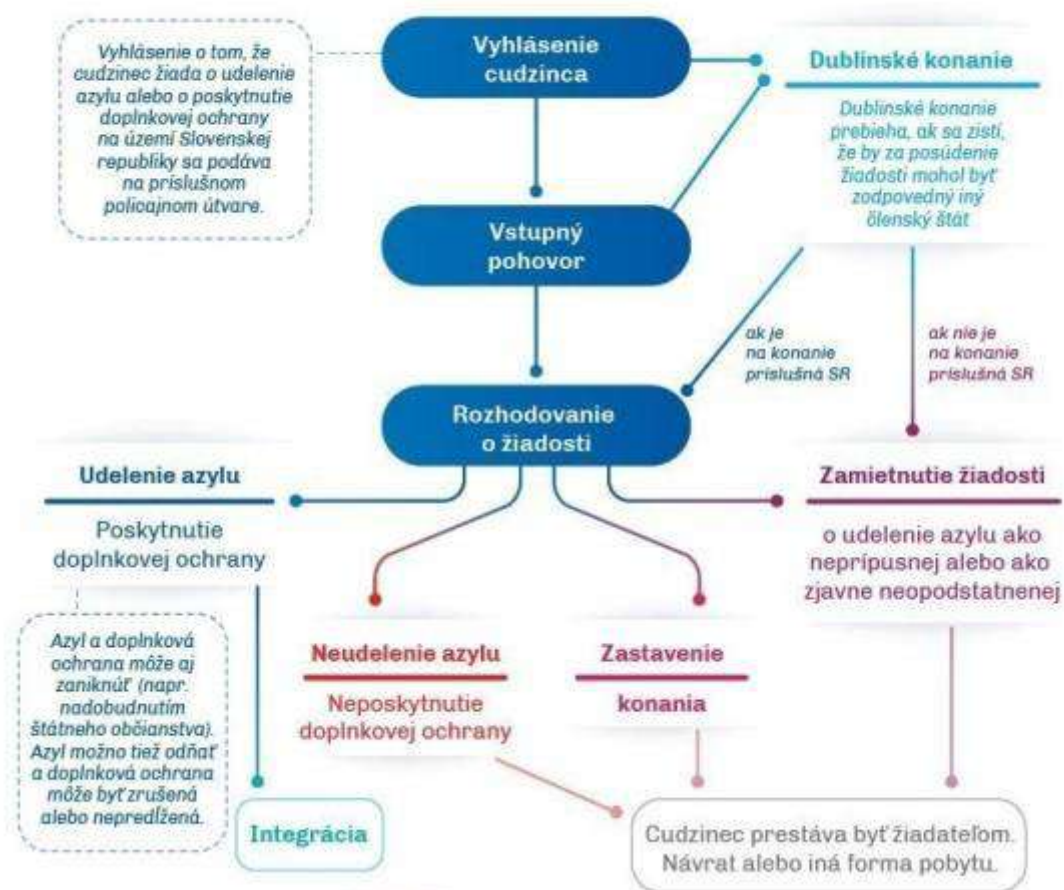 Vyhlásenie o tom, že
cudzinec žiada o udelenie
azylu alebo o poskytnutie
doplnkovej ochrany
na území Slovenskej
republiky sa podáva
na príslušnom
policajnom útvare.
Vyhlásenie
cudzinca
Dublinské konanie
Dublinské konanie
prebieha, ak sa zistí,
že by za posúdenie
žiadosti mohol byť
zodpovedný iný
členský štát
Vstupný
pohovor
ak je
na konanie
príslušná SR
ak nie je
na konanie
príslušná SR
Rozhodovanie
o žiadosti
Udelenie azylu
Poskytnutie
doplnkovej ochrany
Zamietnutie žiadosti
o udelenie azylu ako
neprípusnej alebo ako
zjavne neopodstatnenej
Azyl a doplnková
ochrana môže aj
zaniknúť (napr.
nadobudnutím
štátneho občianstva).
Azyl možno tiež odňať
a doplnková ochrana
môže byť zrušená
alebo nepredĺžená.
Neudelenie azylu
Neposkytnutie
doplnkovej ochrany
Zastavenie
konania
Integrácia
Cudzinec prestáva byť žiadateľom.
Návrat alebo iná forma pobytu.